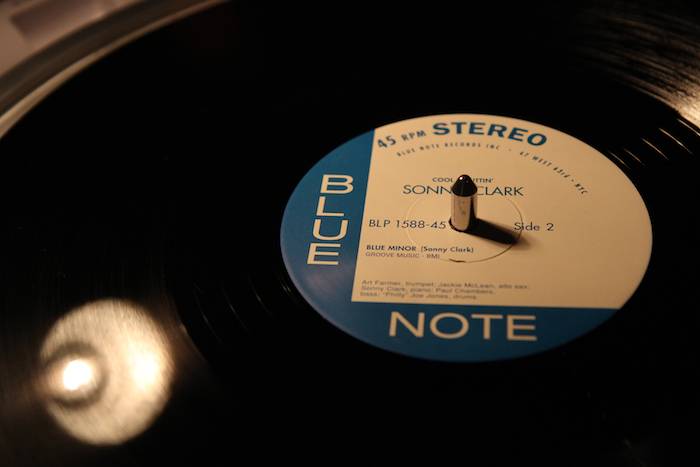 45 RPM STEREO
BLUE NOTE RECORDS INC · 47 WEST 63rd · NYC
COOL
SONNY CLARK
BLP 1588-45
Side 2
BLUE MINOR (Sonny Clark)
GROOVE MUSIC - BMI
Art Farmer, trumpet; Jackie McLean, alto sax;
Sonny Clark, piano; Paul Chambers,
bass; "Philly" Joe Jones, drums
BLUE
NOTE